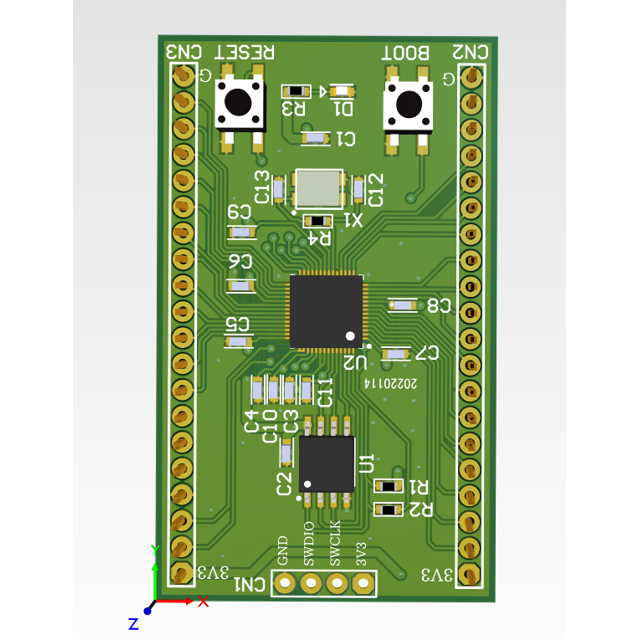 CN3
RESET
BOOT
CN2
G
G
R3
D1
C1
C13
C12
X1
R4
C9
C6
C8
C5
C7
U2
20220114
C4
C10
C3
C11
C2
U1
R1
R2
GND
SWDIO
SWCLK
3V3
3V3
CN1
3V3
Y
X
Z